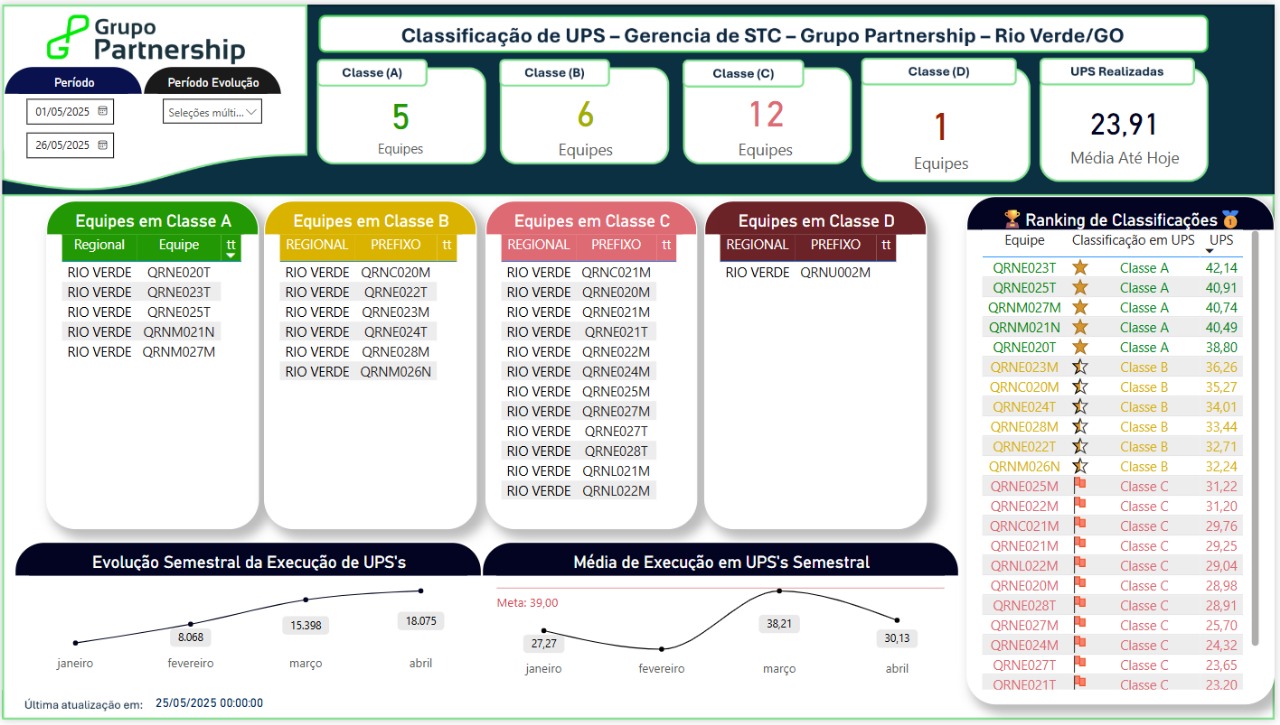 Grupo
Partnership
Classificação de UPS – Gerencia de STC – Grupo Partnership – Rio Verde/GO
Período
Período Evolução
01/05/2025
Seleções múlti...
26/05/2025
Classe (A)
5
Equipes
Classe (B)
6
Equipes
Classe (C)
12
Equipes
Classe (D)
1
Equipes
UPS Realizadas
23,91
Média Até Hoje
Equipes em Classe A
Regional Equipe tt
RIO VERDE QRNE020T
RIO VERDE QRNE023T
RIO VERDE QRNE025T
RIO VERDE QRNM021N
RIO VERDE QRNM027M
Equipes em Classe B
REGIONAL PREFIXO tt
RIO VERDE QRNC020M
RIO VERDE QRNE022T
RIO VERDE QRNE023M
RIO VERDE QRNE024T
RIO VERDE QRNE028M
RIO VERDE QRNM026N
Equipes em Classe C
REGIONAL PREFIXO tt
RIO VERDE QRNC021M
RIO VERDE QRNE020M
RIO VERDE QRNE021M
RIO VERDE QRNE021T
RIO VERDE QRNE022M
RIO VERDE QRNE024M
RIO VERDE QRNE025M
RIO VERDE QRNE027M
RIO VERDE QRNE027T
RIO VERDE QRNE028T
RIO VERDE QRNL021M
RIO VERDE QRNL022M
Equipes em Classe D
REGIONAL PREFIXO tt
RIO VERDE QRNU002M
Ranking de Classificações
Equipe Classificação em UPS UPS
QRNE023T Classe A 42,14
QRNE025T Classe A 40,91
QRNM027M Classe A 40,74
QRNM021N Classe A 40,49
QRNE020T Classe A 38,80
QRNE023M Classe B 36,26
QRNC020M Classe B 35,27
QRNE024T Classe B 34,01
QRNE028M Classe B 33,44
QRNE022T Classe B 32,71
QRNM026N Classe B 32,24
QRNE025M Classe C 31,22
QRNE022M Classe C 31,20
QRNC021M Classe C 29,76
QRNE021M Classe C 29,25
QRNL022M Classe C 29,04
QRNE020M Classe C 28,98
QRNE028T Classe C 28,91
QRNE027M Classe C 25,70
QRNE024M Classe C 24,32
QRNE027T Classe C 23,65
QRNE021T Classe C 23,20
Evolução Semestral da Execução de UPS's
8.068
15.398
18.075
janeiro fevereiro março abril
Média de Execução em UPS's Semestral
Meta: 39,00
27,27
38,21
30,13
janeiro fevereiro março abril
Última atualização em: 25/05/2025 00:00:00